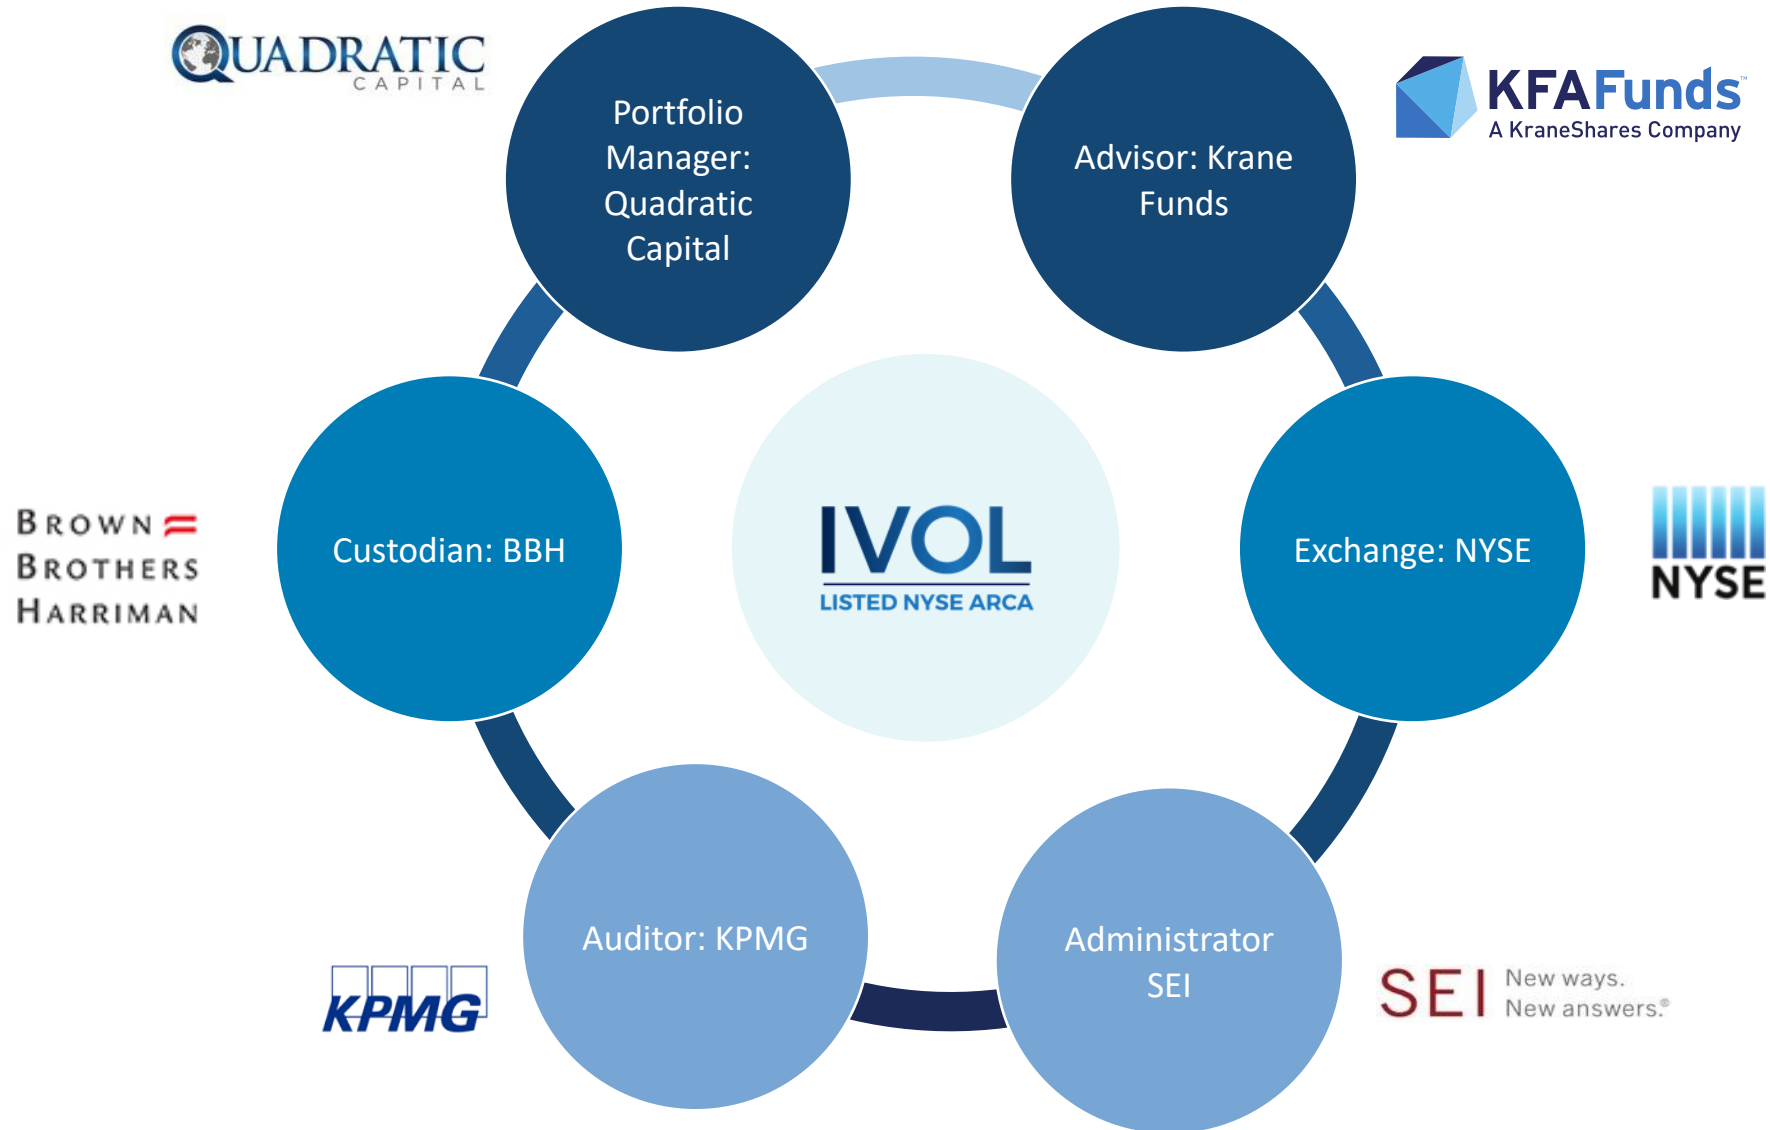 QUADRATIC
CAPITAL
Portfolio
Manager:
Quadratic
Capital
Advisor: Krane
Funds
KFAFunds™
A KraneShares Company
BROWN
BROTHERS
HARRIMAN
Custodian: BBH
IVOL
LISTED NYSE ARCA
Exchange: NYSE
NYSE
Auditor: KPMG
KPMG
Administrator
SEI
SEI
New ways.
New answers.®